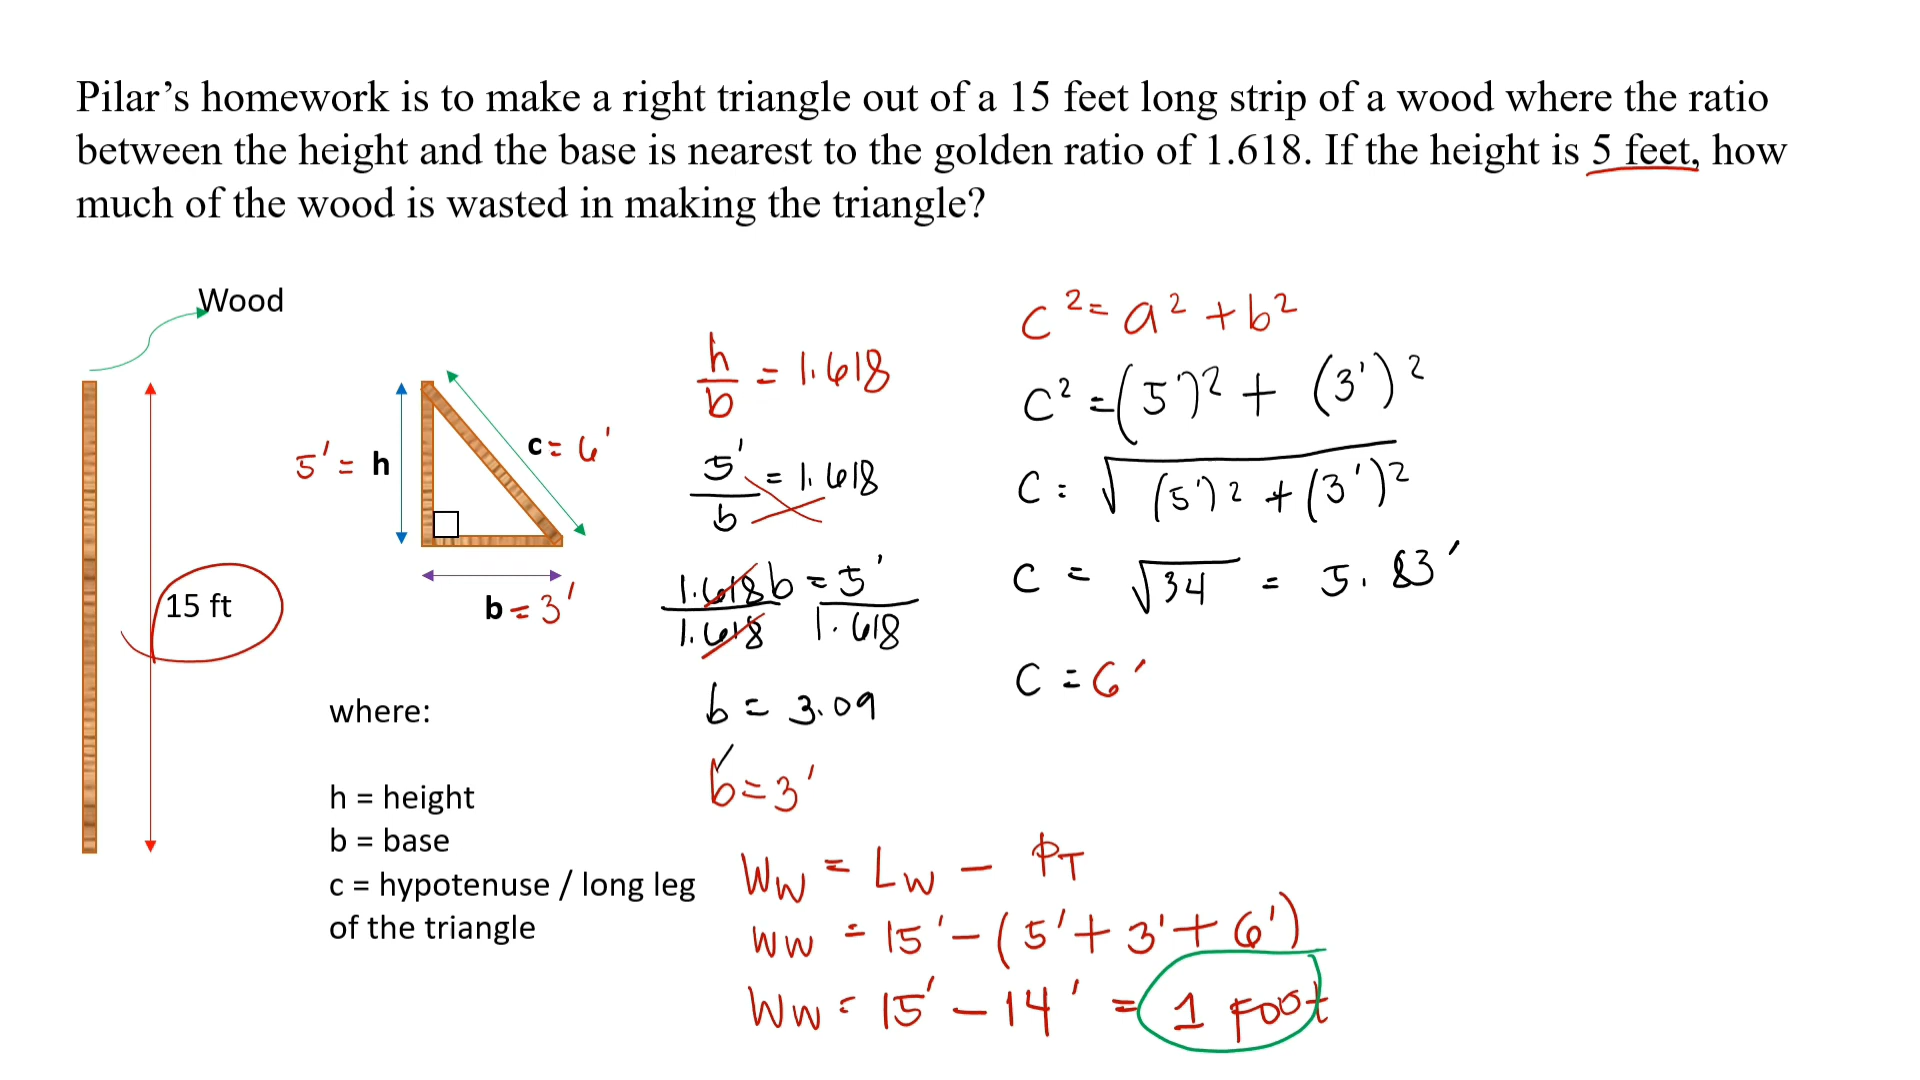 Pilar’s homework is to make a right triangle out of a 15 feet long strip of a wood where the ratio
between the height and the base is nearest to the golden ratio of 1.618. If the height is 5 feet, how
much of the wood is wasted in making the triangle?
Wood
15 ft
5' = h
c = 6'
b = 3'
where:
h = height
b = base
c = hypotenuse / long leg
of the triangle
h/b = 1.618
5'/b = 1.618
1.618b/1.618 = 5'/1.618
b = 3.09
b = 3'
c² = a² + b²
c² = (5')² + (3')²
c = √(5')² + (3')²
c = √34 = 5.83'
c = 6'
Ww = Lw - PT
Ww = 15' - (5' + 3' + 6')
Ww = 15' - 14' = 1 Foot